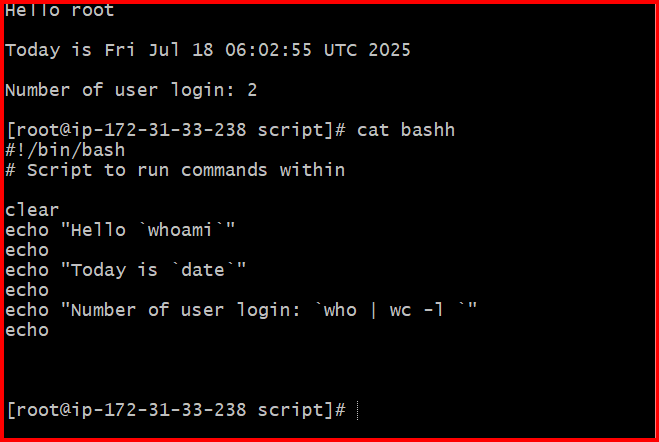 Hello root
Today is Fri Jul 18 06:02:55 UTC 2025
Number of user login: 2
[root@ip-172-31-33-238 script]# cat bashh
#!/bin/bash
# Script to run commands within
clear
echo "Hello `whoami`"
echo
echo "Today is `date`"
echo
echo "Number of user login: `who | wc -l `"
echo
[root@ip-172-31-33-238 script]#